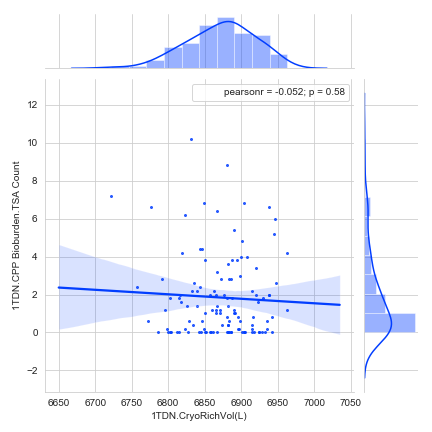 pearsonr = -0.052; p = 0.58
12
10
8
6
4
2
0
−2
1TDN.CPP Bioburden.TSA Count
6650 6700 6750 6800 6850 6900 6950 7000 7050
1TDN.CryoRichVol(L)